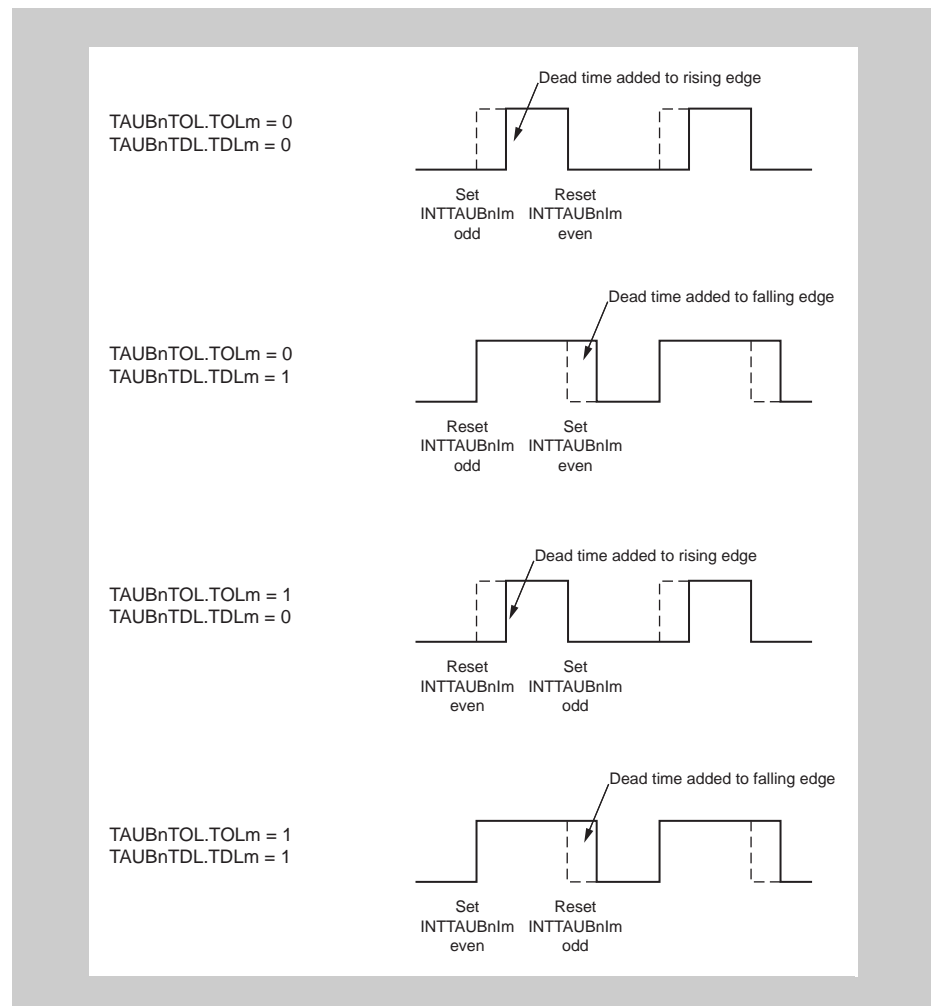 Dead time added to rising edge
TAUBnTOL.TOLm = 0
TAUBnTDL.TDLm = 0
Set Reset
INTTAUBnIm INTTAUBnIm
odd even
Dead time added to falling edge
TAUBnTOL.TOLm = 0
TAUBnTDL.TDLm = 1
Reset Set
INTTAUBnIm INTTAUBnIm
odd even
Dead time added to rising edge
TAUBnTOL.TOLm = 1
TAUBnTDL.TDLm = 0
Reset Set
INTTAUBnIm INTTAUBnIm
even odd
Dead time added to falling edge
TAUBnTOL.TOLm = 1
TAUBnTDL.TDLm = 1
Set Reset
INTTAUBnIm INTTAUBnIm
even odd